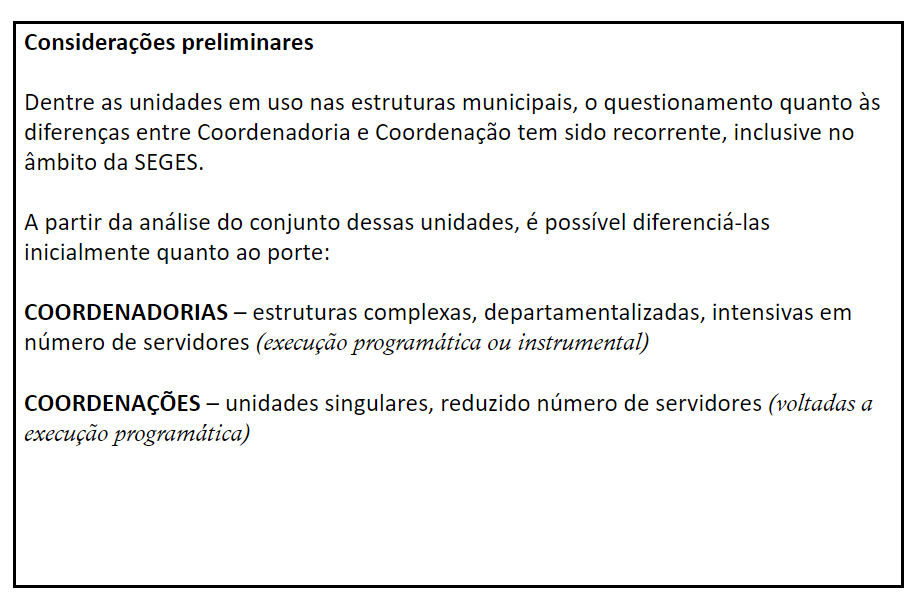 Considerações preliminares
Dentre as unidades em uso nas estruturas municipais, o questionamento quanto às
diferenças entre Coordenadoria e Coordenação tem sido recorrente, inclusive no
âmbito da SEGES.
A partir da análise do conjunto dessas unidades, é possível diferenciá-las
inicialmente quanto ao porte:
COORDENADORIAS – estruturas complexas, departamentalizadas, intensivas em
número de servidores (execução programática ou instrumental)
COORDENAÇÕES – unidades singulares, reduzido número de servidores (voltadas a
execução programática)